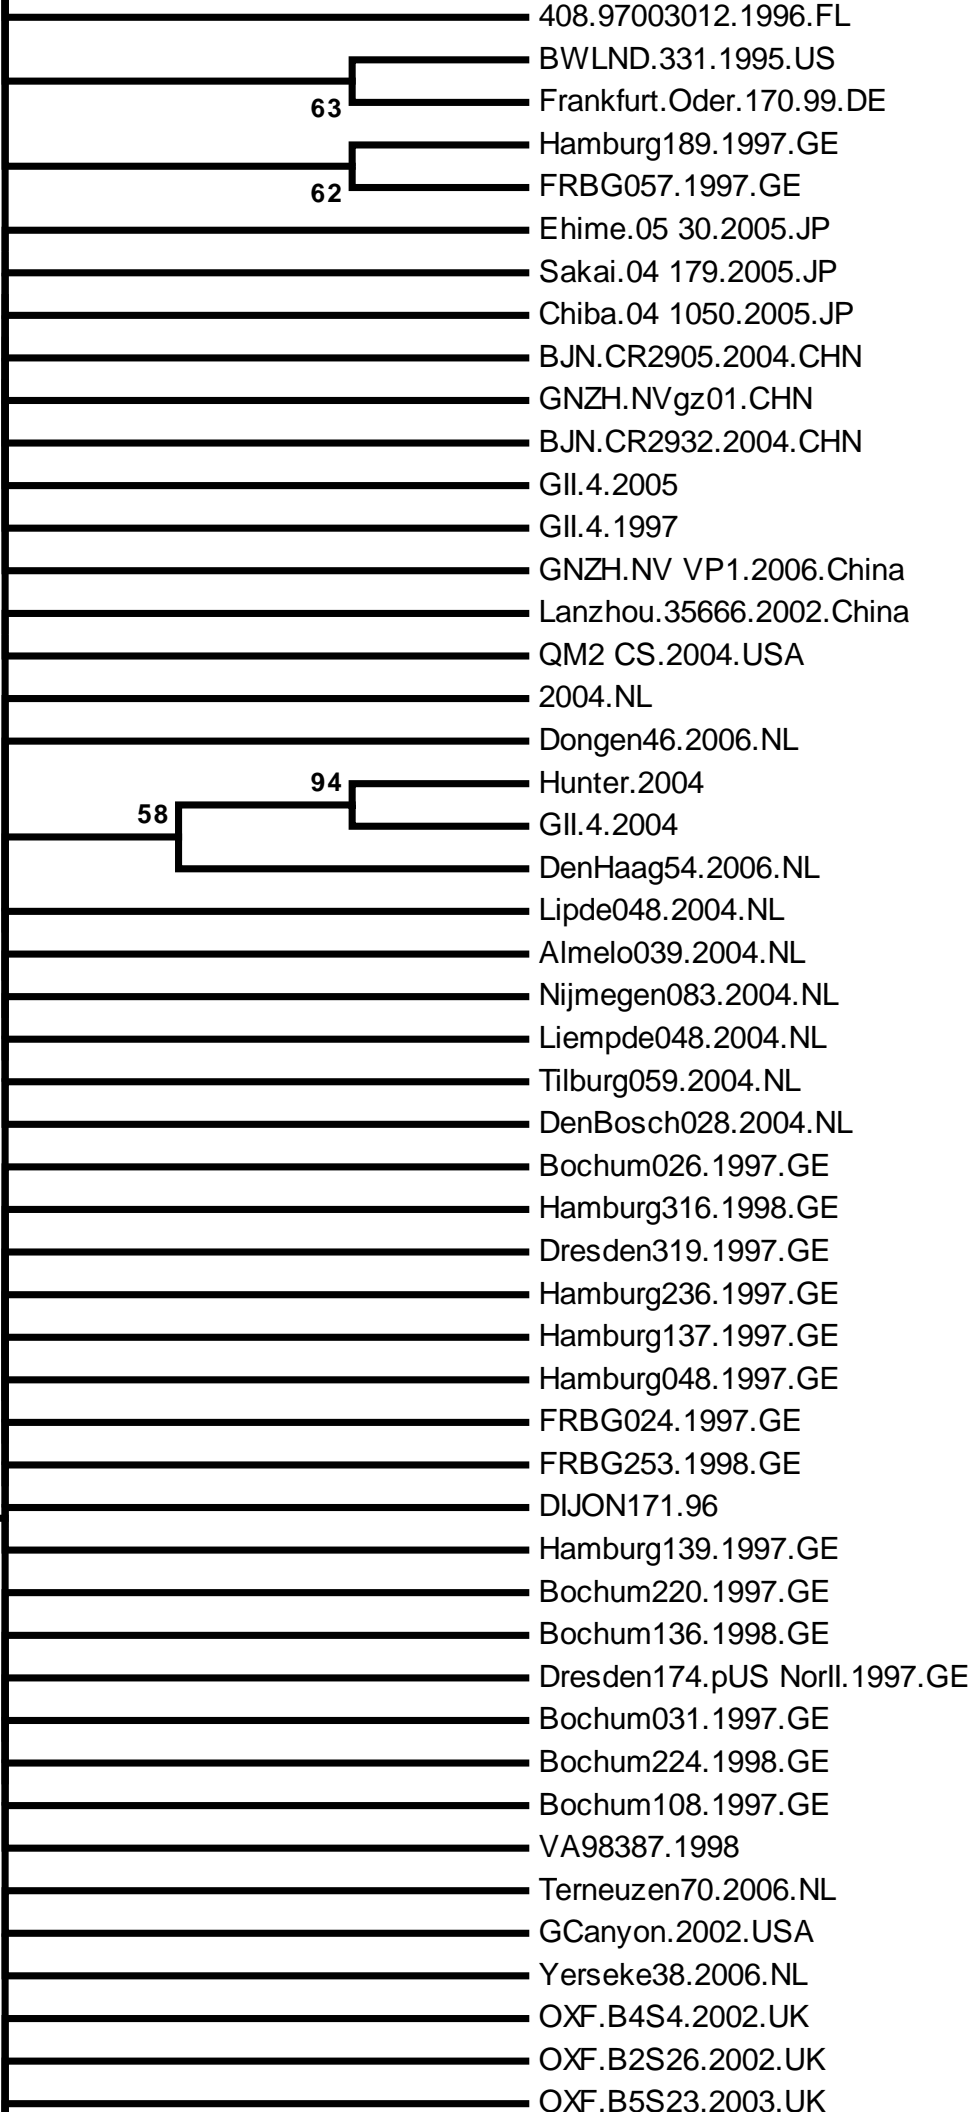 408.97003012.1996.FL
BWLND.331.1995.US
63
Frankfurt.Oder.170.99.DE
Hamburg189.1997.GE
62
FRBG057.1997.GE
Ehime.05 30.2005.JP
Sakai.04 179.2005.JP
Chiba.04 1050.2005.JP
BJN.CR2905.2004.CHN
GNZH.NVgz01.CHN
BJN.CR2932.2004.CHN
GII.4.2005
GII.4.1997
GNZH.NV VP1.2006.China
Lanzhou.35666.2002.China
QM2 CS.2004.USA
2004.NL
Dongen46.2006.NL
94
Hunter.2004
58
GII.4.2004
DenHaag54.2006.NL
Lipde048.2004.NL
Almelo039.2004.NL
Nijmegen083.2004.NL
Liempde048.2004.NL
Tilburg059.2004.NL
DenBosch028.2004.NL
Bochum026.1997.GE
Hamburg316.1998.GE
Dresden319.1997.GE
Hamburg236.1997.GE
Hamburg137.1997.GE
Hamburg048.1997.GE
FRBG024.1997.GE
FRBG253.1998.GE
DIJON171.96
Hamburg139.1997.GE
Bochum220.1997.GE
Bochum136.1998.GE
Dresden174.pUS NorII.1997.GE
Bochum031.1997.GE
Bochum224.1998.GE
Bochum108.1997.GE
VA98387.1998
Terneuzen70.2006.NL
GCanyon.2002.USA
Yerseke38.2006.NL
OXF.B4S4.2002.UK
OXF.B2S26.2002.UK
OXF.B5S23.2003.UK